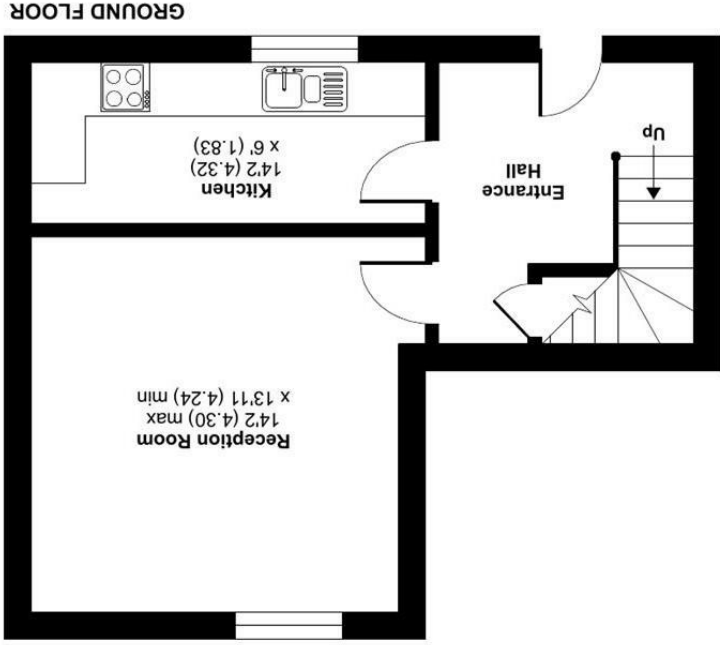 Reception Room
14'2 (4.30) max
x 13'11 (4.24) min
Entrance
Hall
Up
Kitchen
14'2 (4.32)
x 6' (1.83)
GROUND FLOOR